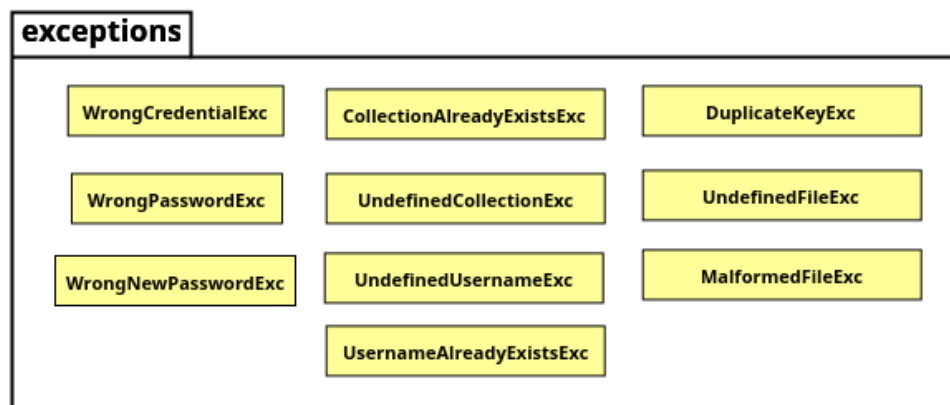 exceptions
WrongCredentialExc
CollectionAlreadyExistsExc
DuplicateKeyExc
WrongPasswordExc
UndefinedCollectionExc
UndefinedFileExc
WrongNewPasswordExc
UndefinedUsernameExc
MalformedFileExc
UsernameAlreadyExistsExc